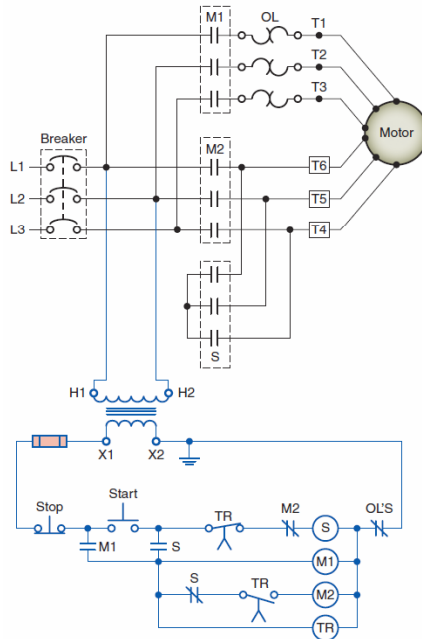 M1 OL T1
T2
T3
Breaker
Motor
M2
L1 T6
L2 T5
L3 T4
S
H1 H2
X1 X2
Stop Start TR M2 S OL'S
M1 S M1
S TR M2
TR